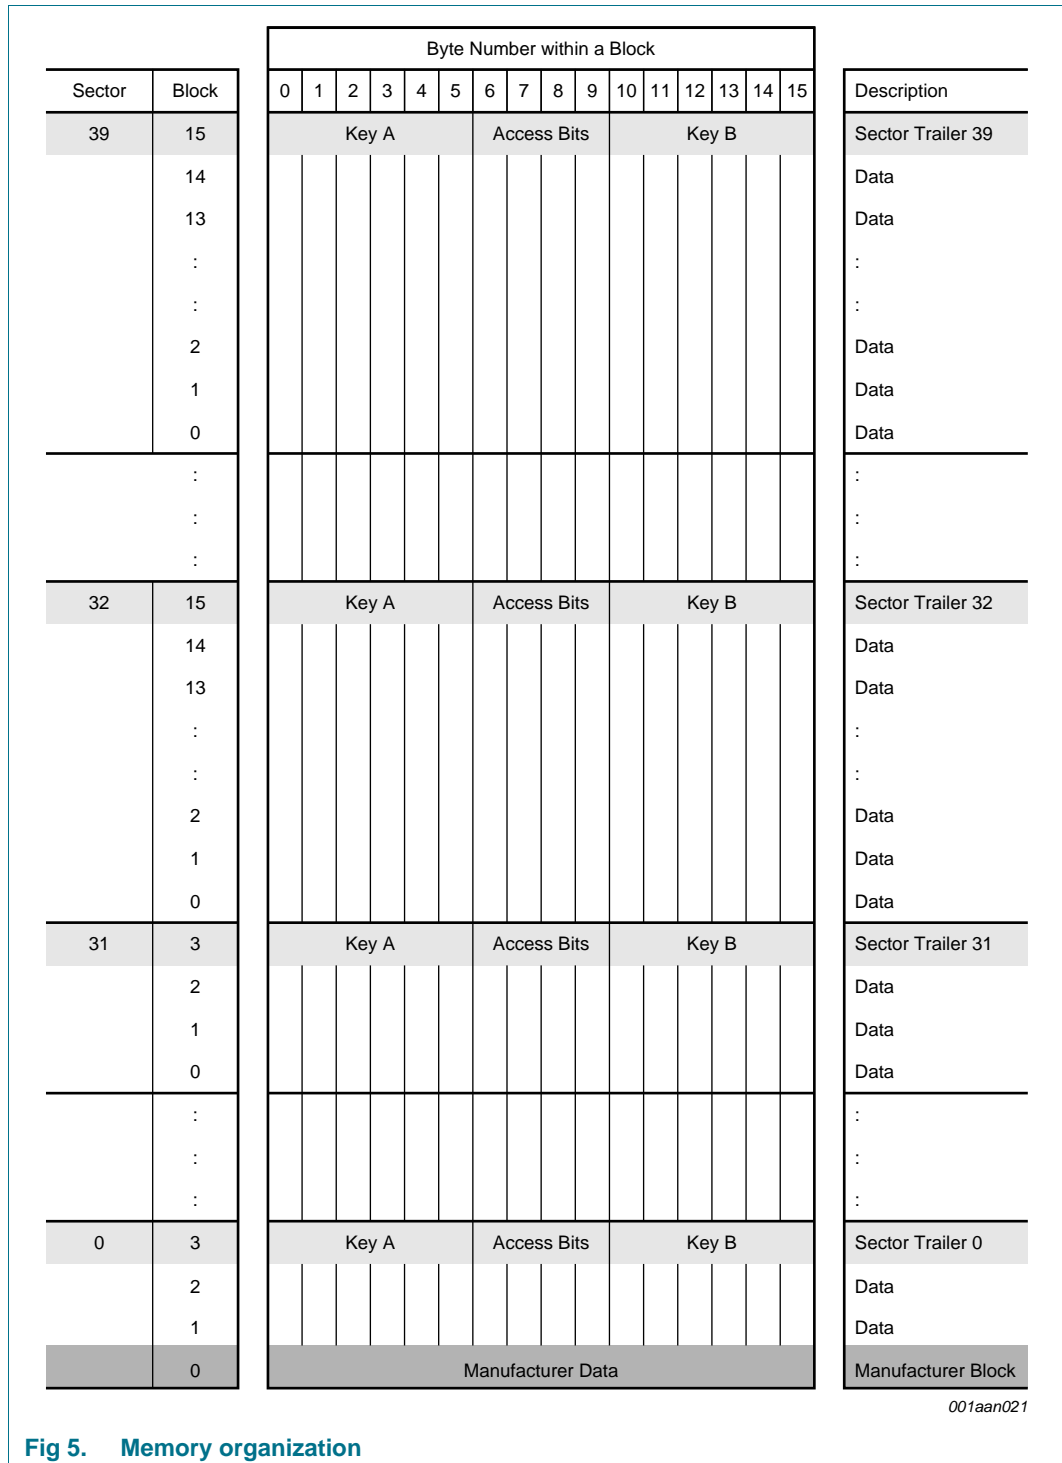 Byte Number within a Block
Sector Block 0 1 2 3 4 5 6 7 8 9 10 11 12 13 14 15 Description
39 15 Key A Access Bits Key B Sector Trailer 39
14 Data
13 Data
: :
: :
2 Data
1 Data
0 Data
: :
: :
: :
32 15 Key A Access Bits Key B Sector Trailer 32
14 Data
13 Data
: :
: :
2 Data
1 Data
0 Data
31 3 Key A Access Bits Key B Sector Trailer 31
2 Data
1 Data
0 Data
: :
: :
: :
0 3 Key A Access Bits Key B Sector Trailer 0
2 Data
1 Data
0 Manufacturer Data Manufacturer Block
001aan021
Fig 5. Memory organization